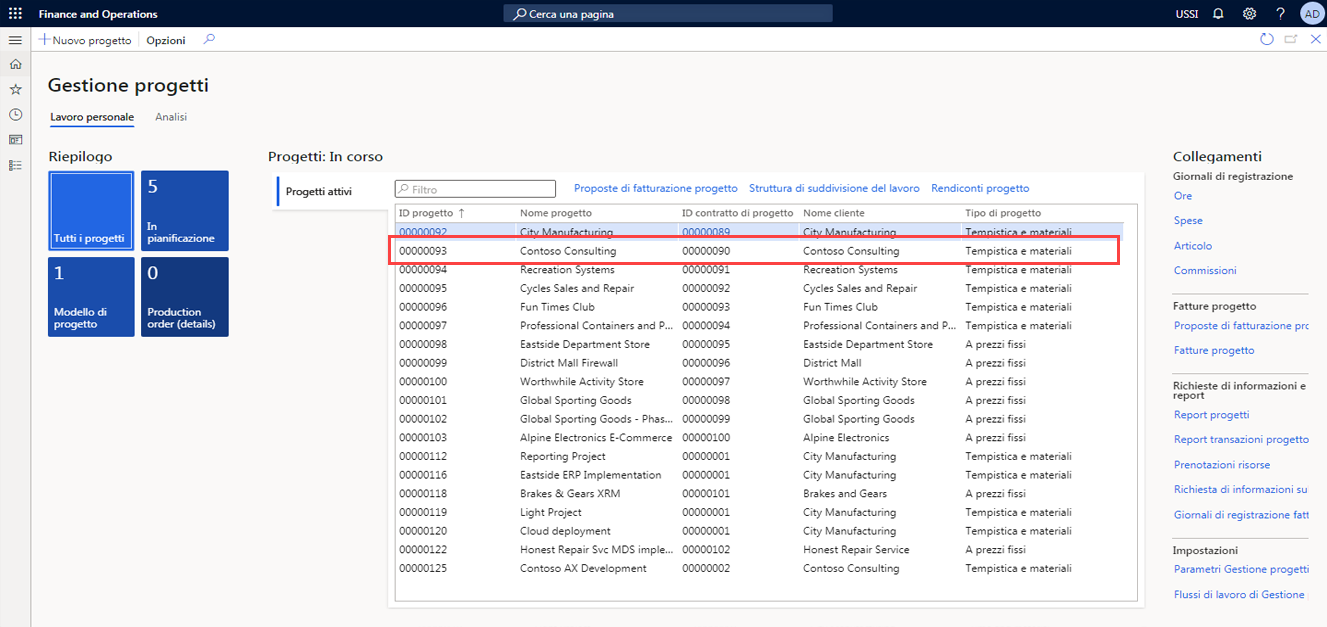 Finance and Operations
Cerca una pagina
USSI
?
AD
Nuovo progetto
Opzioni
Gestione progetti
Lavoro personale
Analisi
Riepilogo
Tutti i progetti
5
In
pianificazione
1
Modello di
progetto
0
Production
order (details)
Progetti: In corso
Progetti attivi
Filtro
Proposte di fatturazione progetto
Struttura di suddivisione del lavoro
Rendiconti progetto
ID progetto ↑ Nome progetto ID contratto di progetto Nome cliente Tipo di progetto
00000092 City Manufacturing 00000089 City Manufacturing Tempistica e materiali
00000093 Contoso Consulting 00000090 Contoso Consulting Tempistica e materiali
00000094 Recreation Systems 00000091 Recreation Systems Tempistica e materiali
00000095 Cycles Sales and Repair 00000092 Cycles Sales and Repair Tempistica e materiali
00000096 Fun Times Club 00000093 Fun Times Club Tempistica e materiali
00000097 Professional Containers and P... 00000094 Professional Containers and P... Tempistica e materiali
00000098 Eastside Department Store 00000095 Eastside Department Store A prezzi fissi
00000099 District Mall Firewall 00000096 District Mall A prezzi fissi
00000100 Worthwhile Activity Store 00000097 Worthwhile Activity Store A prezzi fissi
00000101 Global Sporting Goods 00000098 Global Sporting Goods A prezzi fissi
00000102 Global Sporting Goods - Phas... 00000099 Global Sporting Goods A prezzi fissi
00000103 Alpine Electronics E-Commerce 00000100 Alpine Electronics A prezzi fissi
00000112 Reporting Project 00000001 City Manufacturing Tempistica e materiali
00000116 Eastside ERP Implementation 00000001 City Manufacturing Tempistica e materiali
00000118 Brakes & Gears XRM 00000101 Brakes and Gears A prezzi fissi
00000119 Light Project 00000001 City Manufacturing Tempistica e materiali
00000120 Cloud deployment 00000001 City Manufacturing Tempistica e materiali
00000122 Honest Repair Svc MDS imple... 00000102 Honest Repair Service A prezzi fissi
00000125 Contoso AX Development 00000002 Contoso Consulting Tempistica e materiali
Collegamenti
Giornali di registrazione
Ore
Spese
Articolo
Commissioni
Fatture progetto
Proposte di fatturazione pro
Fatture progetto
Richieste di informazioni e
report
Report progetti
Report transazioni progetto
Prenotazioni risorse
Richiesta di informazioni su
Giornali di registrazione fatt
Impostazioni
Parametri Gestione progetti
Flussi di lavoro di Gestione